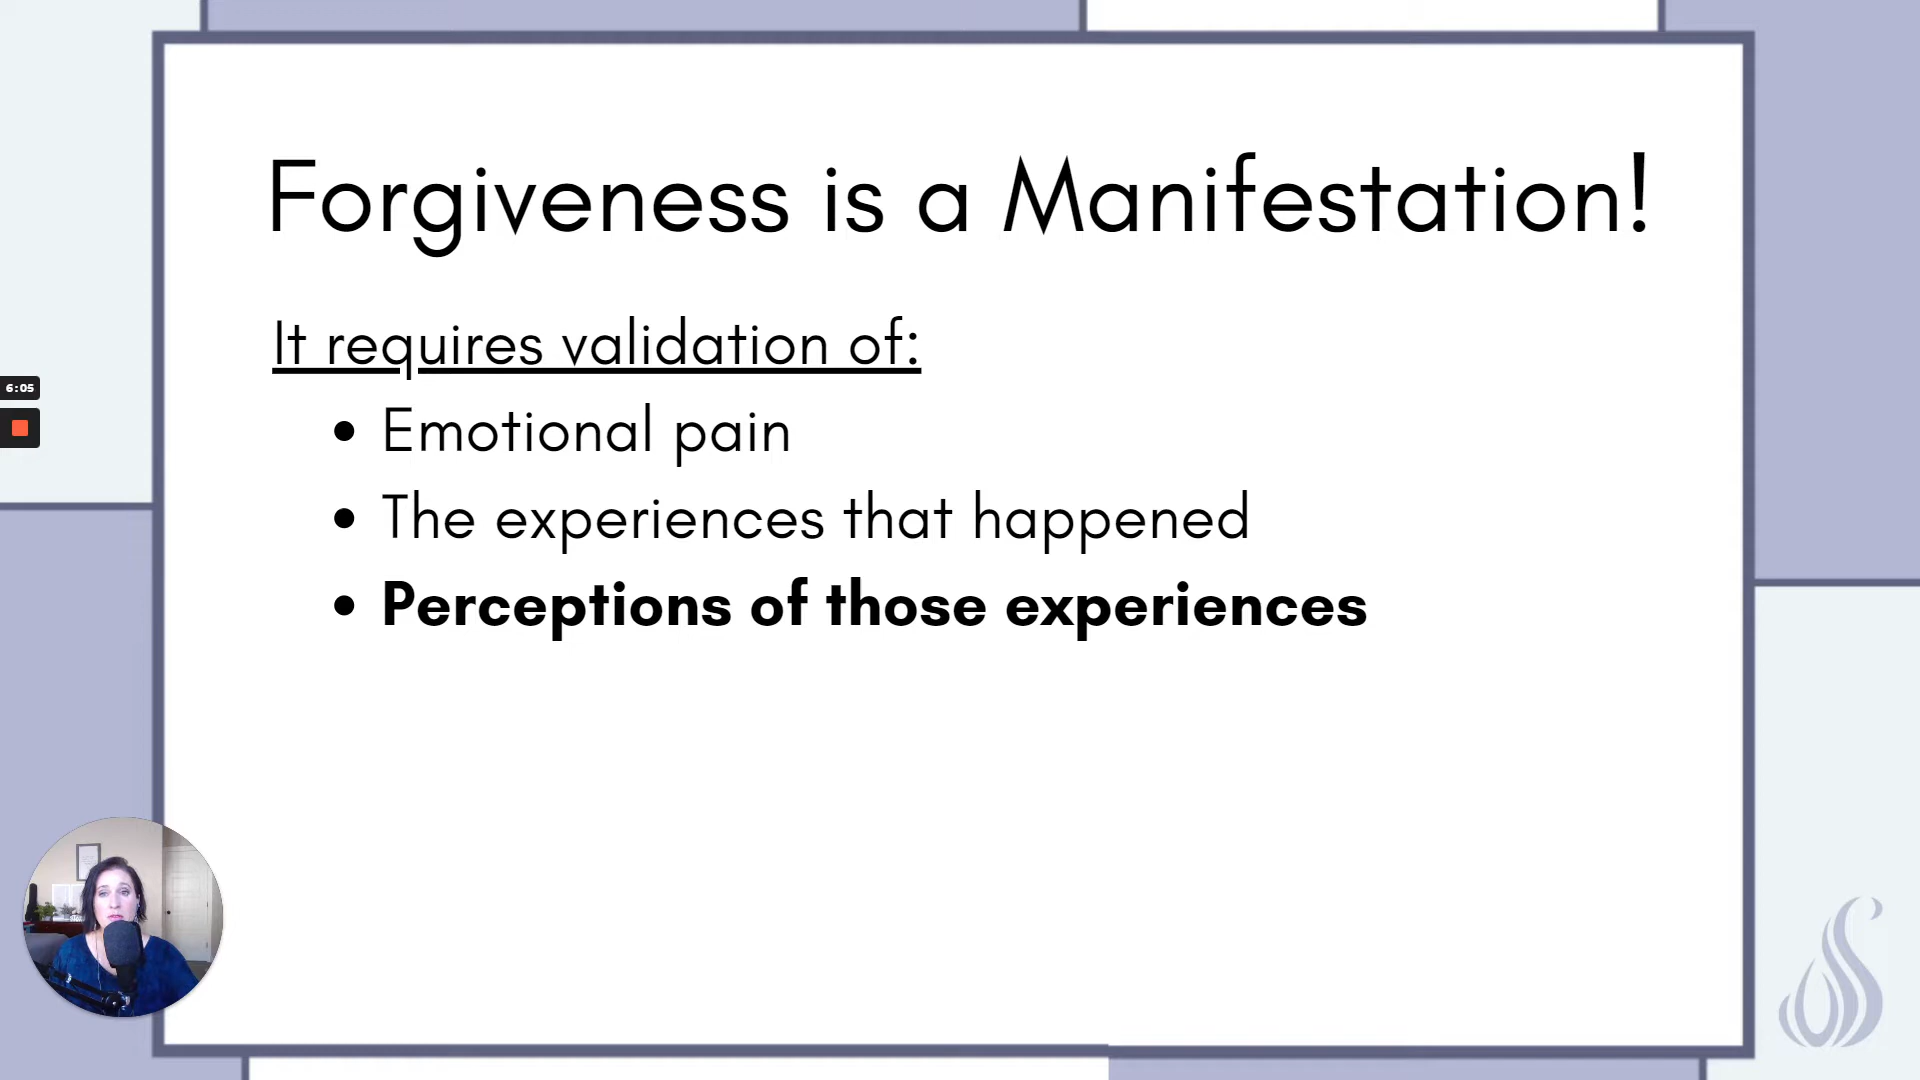 Forgiveness is a Manifestation!
It requires validation of:
• Emotional pain
• The experiences that happened
• Perceptions of those experiences
6:05